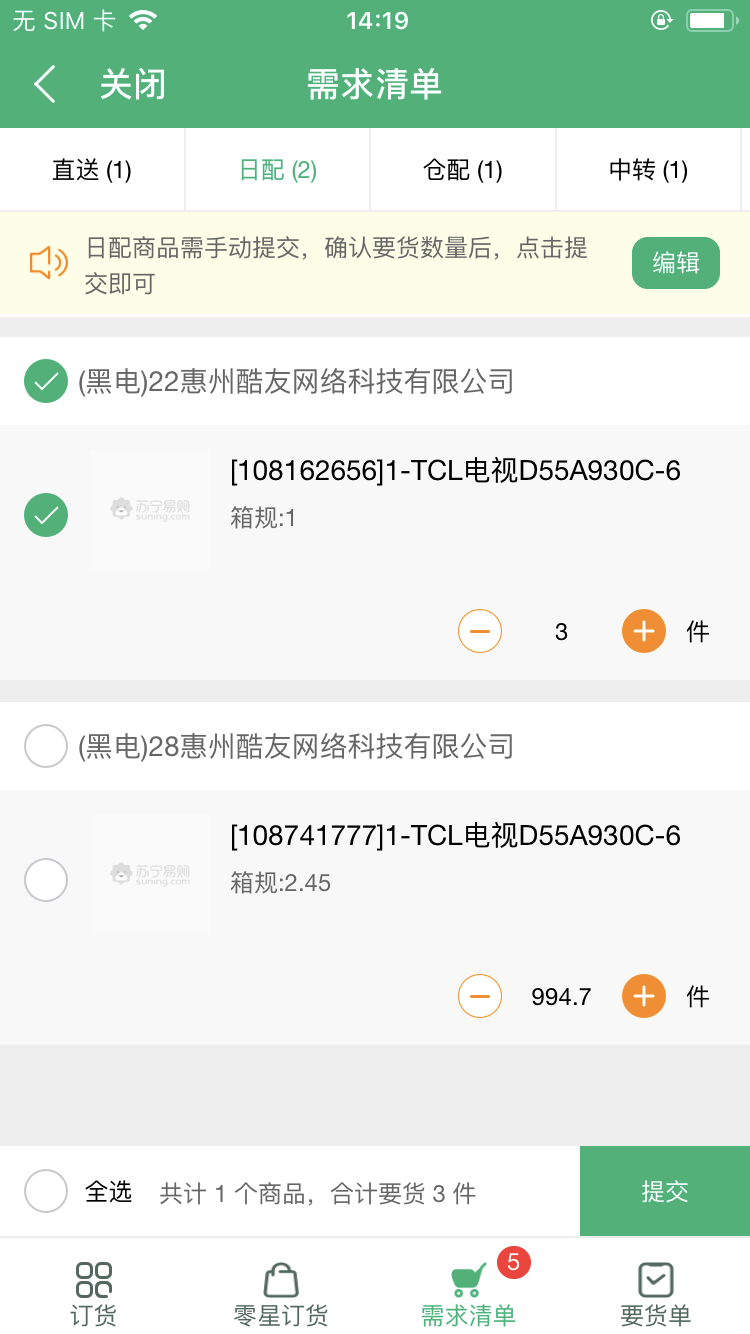 无 SIM 卡 14:19
关闭 需求清单
直送 (1) 日配 (2) 仓配 (1) 中转 (1)
日配商品需手动提交，确认要货数量后，点击提
交即可
编辑
(黑电)22惠州酷友网络科技有限公司
[108162656]1-TCL电视D55A930C-6
苏宁易购
suning.com
箱规:1
3 件
(黑电)28惠州酷友网络科技有限公司
[108741777]1-TCL电视D55A930C-6
苏宁易购
suning.com
箱规:2.45
994.7 件
全选 共计 1 个商品，合计要货 3 件 提交
5
订货 零星订货 需求清单 要货单